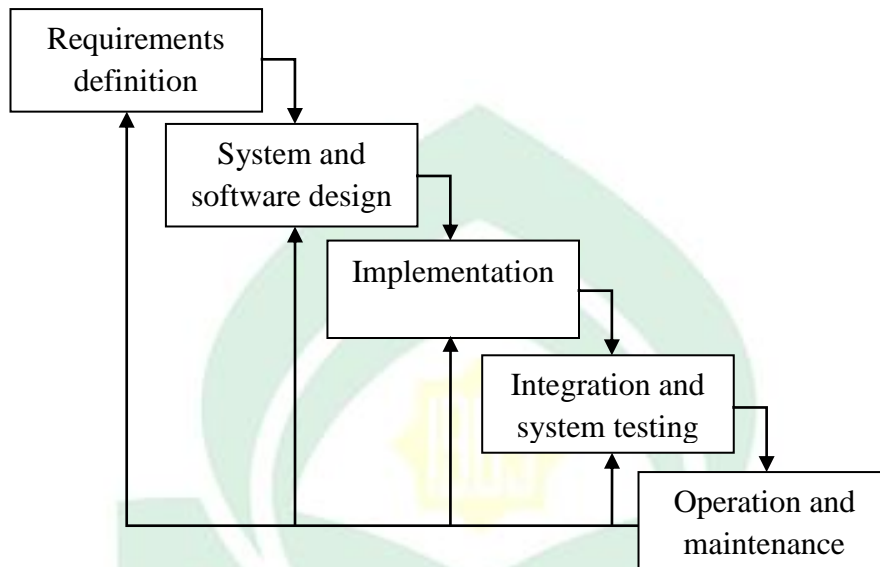 Requirements
definition
System and
software design
Implementation
Integration and
system testing
Operation and
maintenance